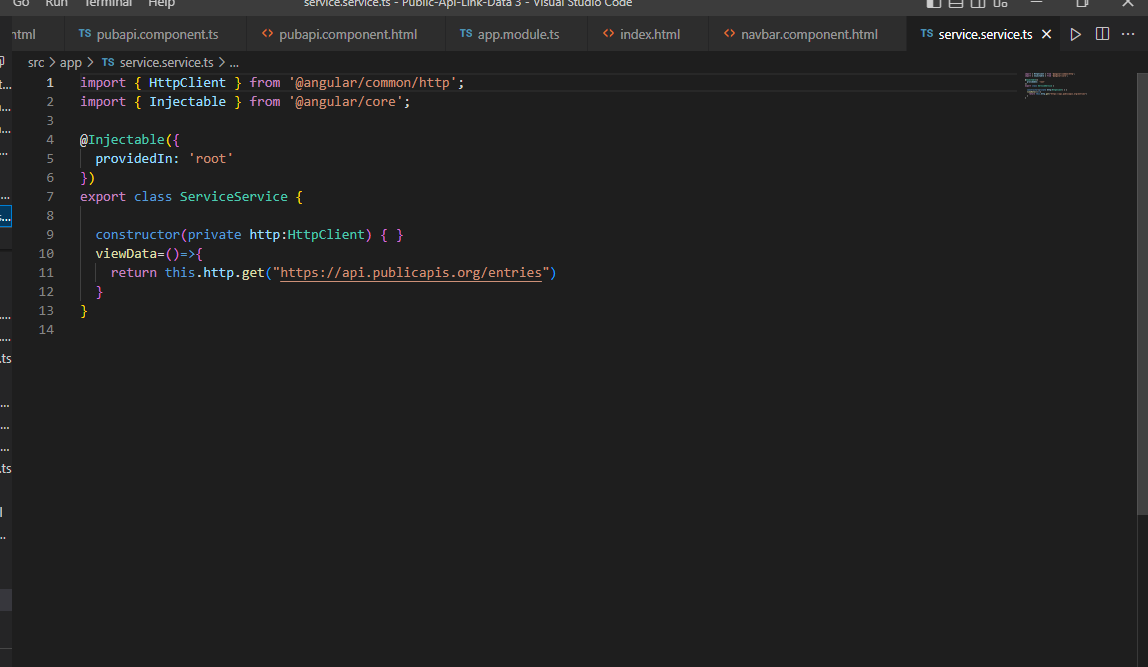 Go Run Terminal Help service.service.ts - Public-Api-Link-Data 3 - Visual Studio Code
html TS pubapi.component.ts <> pubapi.component.html TS app.module.ts <> index.html <> navbar.component.html TS service.service.ts
src > app > TS service.service.ts > ...
1 import { HttpClient } from '@angular/common/http';
2 import { Injectable } from '@angular/core';
3
4 @Injectable({
5 providedIn: 'root'
6 })
7 export class ServiceService {
8
9 constructor(private http:HttpClient) { }
10 viewData=()=>{
11 return this.http.get("https://api.publicapis.org/entries")
12 }
13 }
14
.ts
.ts